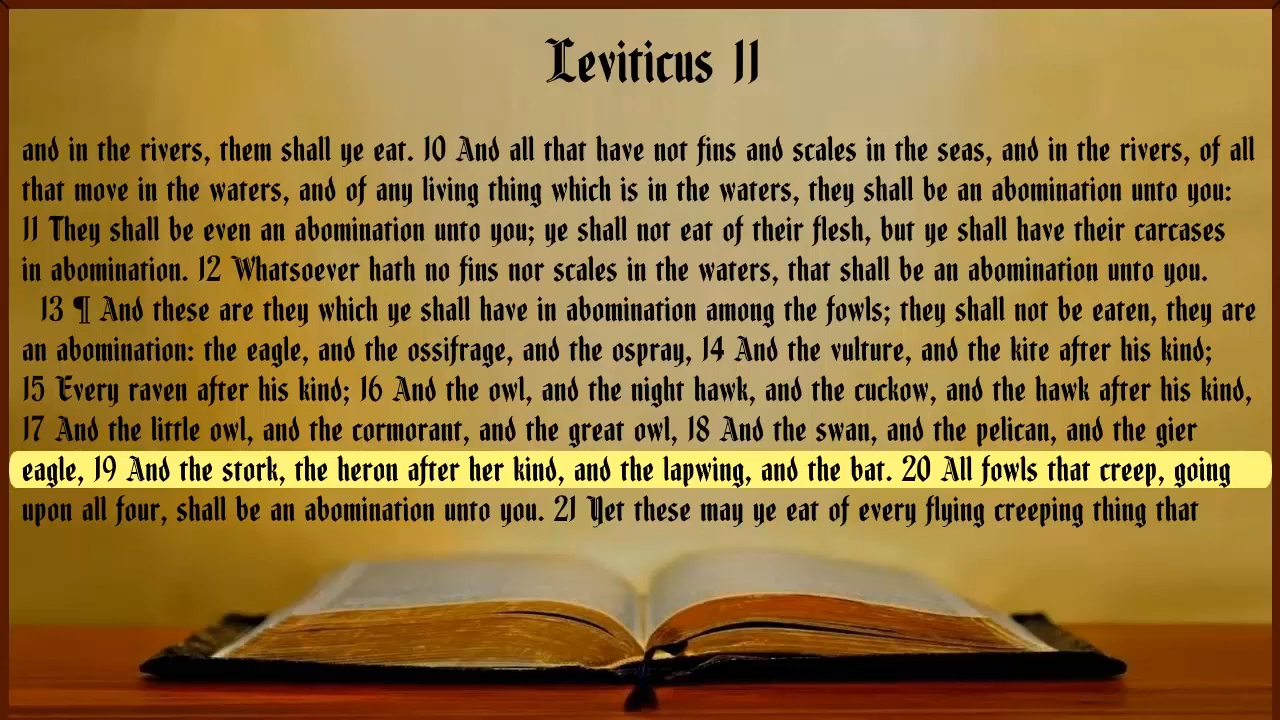 Leviticus 11
and in the rivers, them shall ye eat. 10 And all that have not fins and scales in the seas, and in the rivers, of all
that move in the waters, and of any living thing which is in the waters, they shall be an abomination unto you:
11 They shall be even an abomination unto you; ye shall not eat of their flesh, but ye shall have their carcases
in abomination. 12 Whatsoever hath no fins nor scales in the waters, that shall be an abomination unto you.
13 ¶ And these are they which ye shall have in abomination among the fowls; they shall not be eaten, they are
an abomination: the eagle, and the ossifrage, and the ospray, 14 And the vulture, and the kite after his kind;
15 Every raven after his kind; 16 And the owl, and the night hawk, and the cuckow, and the hawk after his kind,
17 And the little owl, and the cormorant, and the great owl, 18 And the swan, and the pelican, and the gier
eagle, 19 And the stork, the heron after her kind, and the lapwing, and the bat. 20 All fowls that creep, going
upon all four, shall be an abomination unto you. 21 Yet these may ye eat of every flying creeping thing that